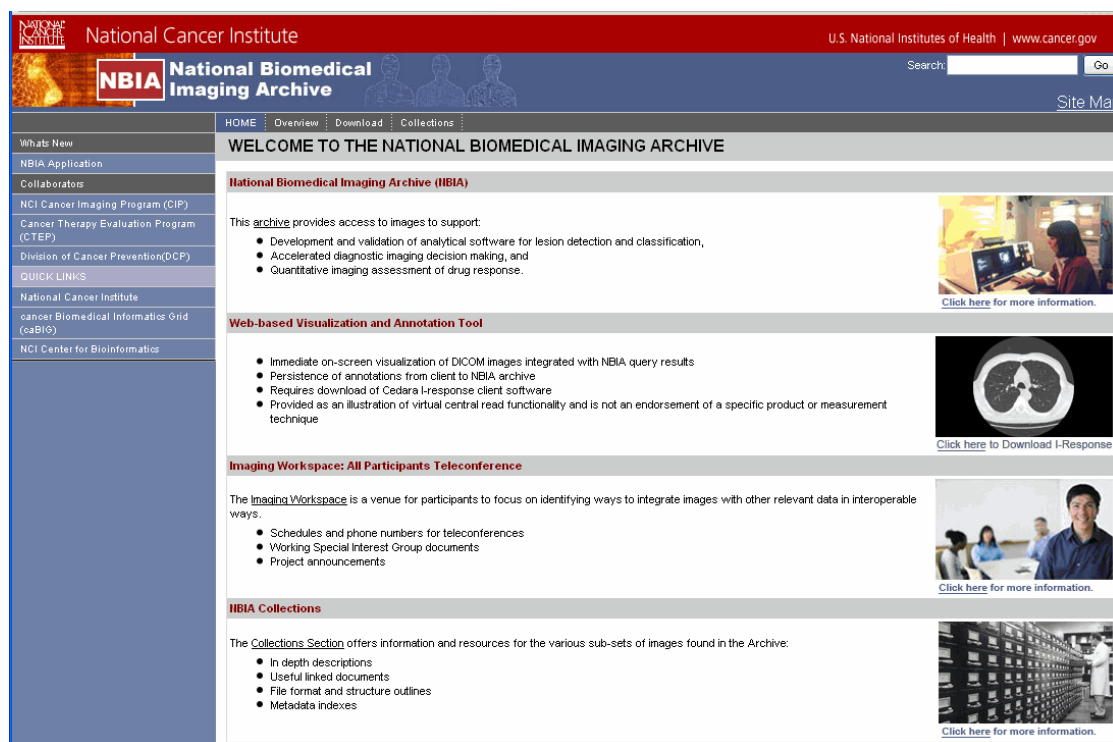 NATIONAL
CANCER
INSTITUTE
National Cancer Institute
U.S. National Institutes of Health | www.cancer.gov
NBIA
National Biomedical
Imaging Archive
Search:
Go
Site Ma
HOME
Overview
Download
Collections
Whats New
NBIA Application
Collaborators
NCI Cancer Imaging Program (CIP)
Cancer Therapy Evaluation Program
(CTEP)
Division of Cancer Prevention(DCP)
QUICK LINKS
National Cancer Institute
cancer Biomedical Informatics Grid
(caBIG)
NCI Center for Bioinformatics
WELCOME TO THE NATIONAL BIOMEDICAL IMAGING ARCHIVE
National Biomedical Imaging Archive (NBIA)
This archive provides access to images to support:
● Development and validation of analytical software for lesion detection and classification,
● Accelerated diagnostic imaging decision making, and
● Quantitative imaging assessment of drug response.
Click here for more information.
Web-based Visualization and Annotation Tool
● Immediate on-screen visualization of DICOM images integrated with NBIA query results
● Persistence of annotations from client to NBIA archive
● Requires download of Cedara I-response client software
● Provided as an illustration of virtual central read functionality and is not an endorsement of a specific product or measurement
technique
Click here to Download I-Response
Imaging Workspace: All Participants Teleconference
The Imaging Workspace is a venue for participants to focus on identifying ways to integrate images with other relevant data in interoperable
ways.
● Schedules and phone numbers for teleconferences
● Working Special Interest Group documents
● Project announcements
Click here for more information.
NBIA Collections
The Collections Section offers information and resources for the various sub-sets of images found in the Archive:
● In depth descriptions
● Useful linked documents
● File format and structure outlines
● Metadata indexes
Click here for more information.